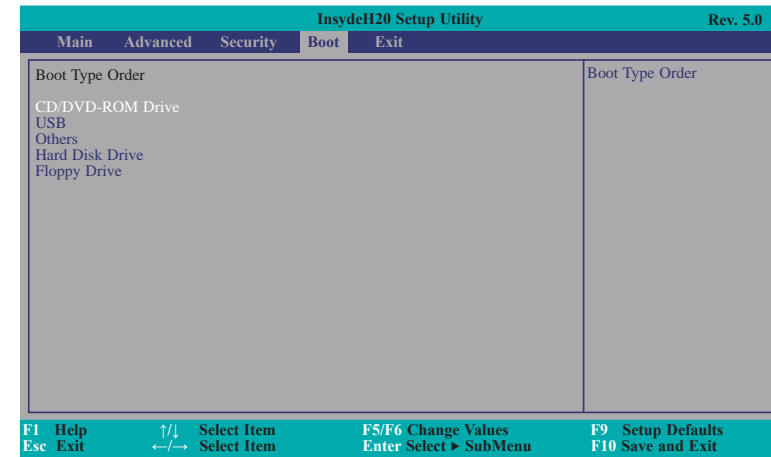 InsydeH20 Setup Utility Rev. 5.0
Main Advanced Security Boot Exit
Boot Type Order
Boot Type Order
CD/DVD-ROM Drive
USB
Others
Hard Disk Drive
Floppy Drive
F1 Help ↑/↓ Select Item F5/F6 Change Values F9 Setup Defaults
Esc Exit ←/→ Select Item Enter Select ► SubMenu F10 Save and Exit